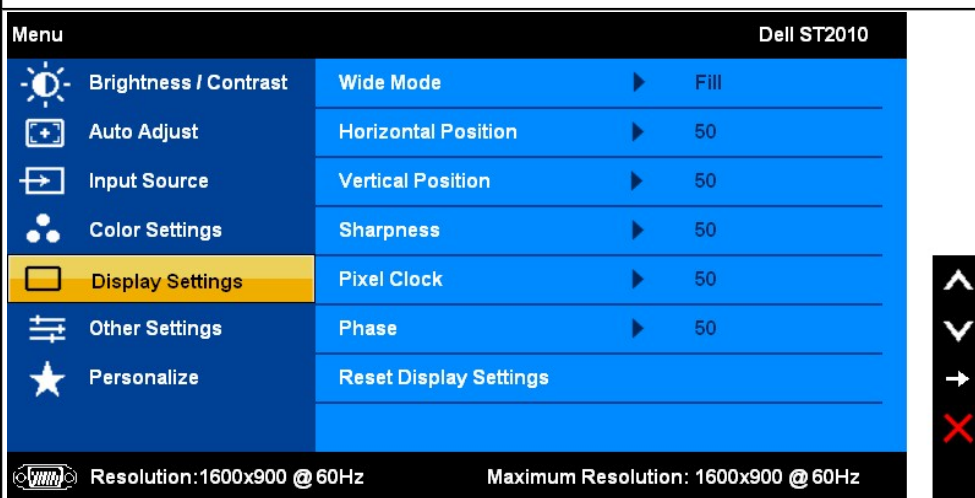 Menu Dell ST2010
Brightness / Contrast Wide Mode Fill
Auto Adjust Horizontal Position 50
Input Source Vertical Position 50
Color Settings Sharpness 50
Display Settings Pixel Clock 50
Other Settings Phase 50
Personalize Reset Display Settings
Resolution:1600x900 @ 60Hz Maximum Resolution: 1600x900 @ 60Hz